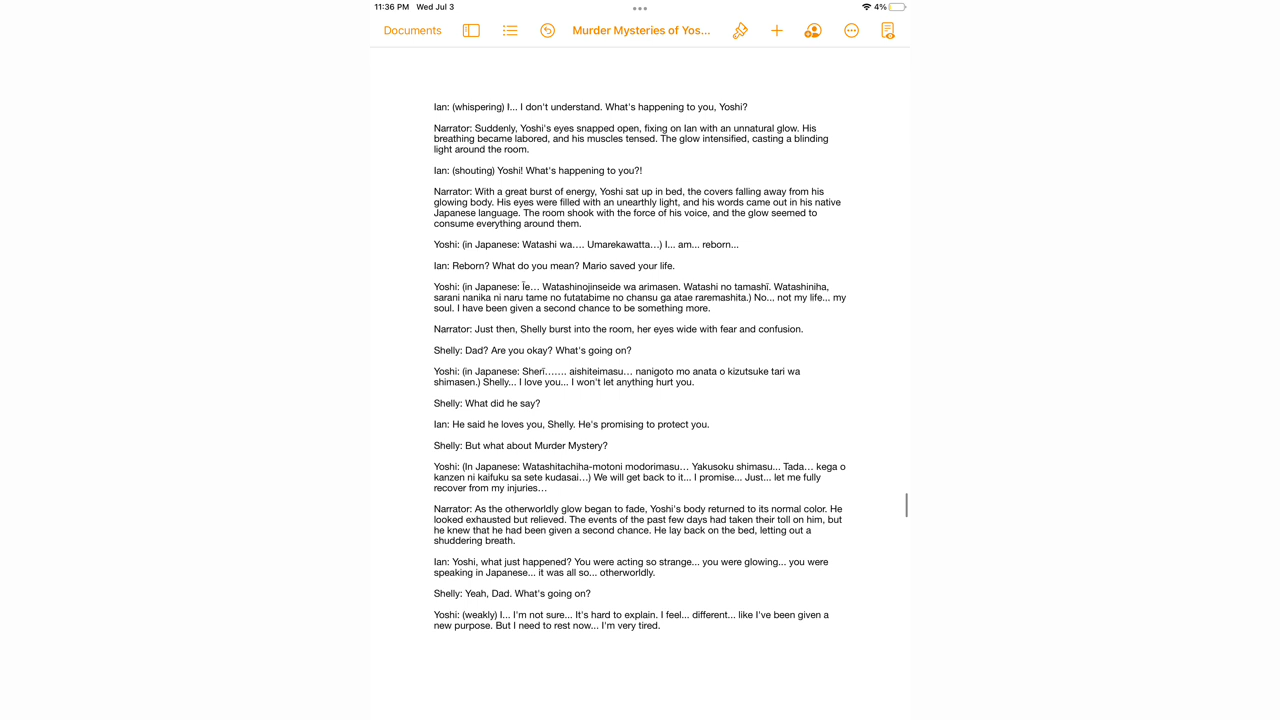 11:36 PM Wed Jul 3
4%
Documents
Murder Mysteries of Yos...
Ian: (whispering) I... I don't understand. What's happening to you, Yoshi?
Narrator: Suddenly, Yoshi's eyes snapped open, fixing on Ian with an unnatural glow. His
breathing became labored, and his muscles tensed. The glow intensified, casting a blinding
light around the room.
Ian: (shouting) Yoshi! What's happening to you?!
Narrator: With a great burst of energy, Yoshi sat up in bed, the covers falling away from his
glowing body. His eyes were filled with an unearthly light, and his words came out in his native
Japanese language. The room shook with the force of his voice, and the glow seemed to
consume everything around them.
Yoshi: (in Japanese: Watashi wa…. Umarekawatta…) I... am... reborn...
Ian: Reborn? What do you mean? Mario saved your life.
Yoshi: (in Japanese: Īe… Watashinojinseide wa arimasen. Watashi no tamashī. Watashiniha,
sarani nanika ni naru tame no futatabime no chansu ga atae raremashita.) No... not my life... my
soul. I have been given a second chance to be something more.
Narrator: Just then, Shelly burst into the room, her eyes wide with fear and confusion.
Shelly: Dad? Are you okay? What's going on?
Yoshi: (in Japanese: Sherī……. aishiteimasu… nanigoto mo anata o kizutsuke tari wa
shimasen.) Shelly... I love you... I won't let anything hurt you.
Shelly: What did he say?
Ian: He said he loves you, Shelly. He's promising to protect you.
Shelly: But what about Murder Mystery?
Yoshi: (In Japanese: Watashitachiha-motoni modorimasu… Yakusoku shimasu... Tada… kega o
kanzen ni kaifuku sa sete kudasai…) We will get back to it... I promise... Just... let me fully
recover from my injuries…
Narrator: As the otherworldly glow began to fade, Yoshi's body returned to its normal color. He
looked exhausted but relieved. The events of the past few days had taken their toll on him, but
he knew that he had been given a second chance. He lay back on the bed, letting out a
shuddering breath.
Ian: Yoshi, what just happened? You were acting so strange... you were glowing... you were
speaking in Japanese... it was all so... otherworldly.
Shelly: Yeah, Dad. What's going on?
Yoshi: (weakly) I... I'm not sure... It's hard to explain. I feel... different... like I've been given a
new purpose. But I need to rest now... I'm very tired.